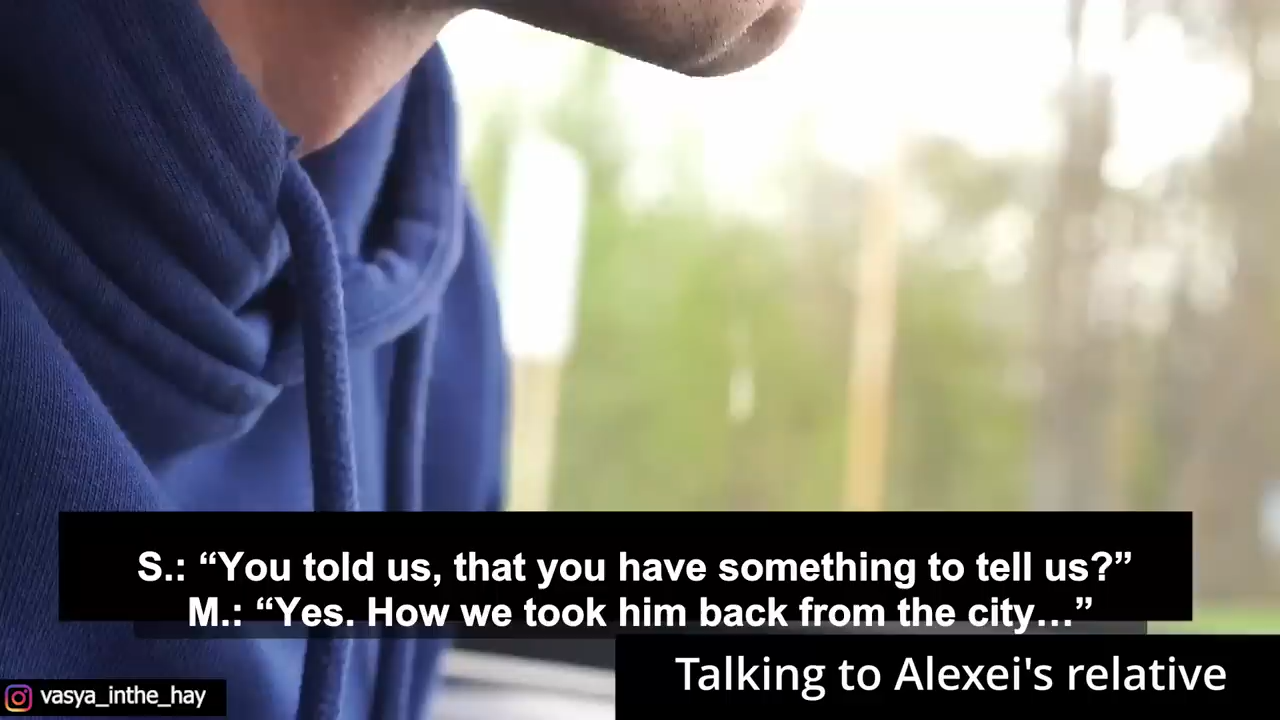 S.: “You told us, that you have something to tell us?”
M.: “Yes. How we took him back from the city…”
Talking to Alexei's relative
vasya_inthe_hay